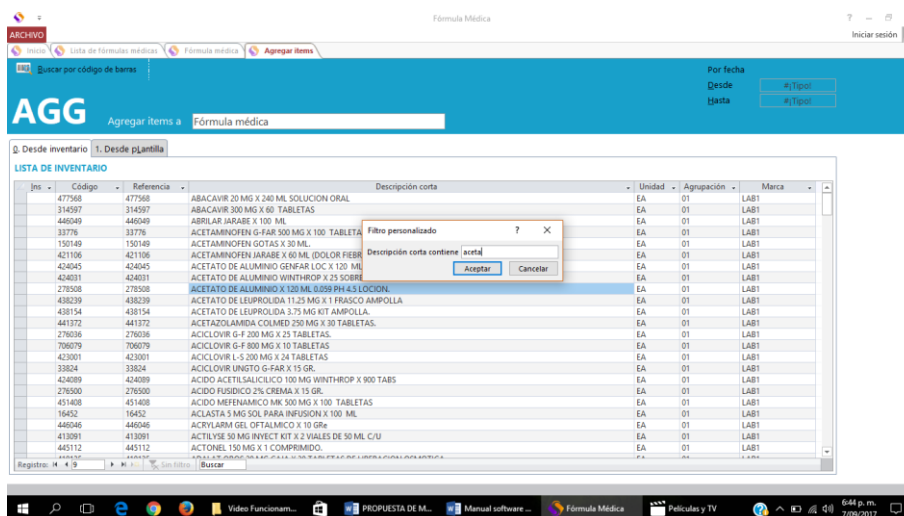 Fórmula Médica
? – 
ARCHIVO
Iniciar sesión
Inicio Lista de fórmulas médicas Fórmula médica Agregar items
Buscar por código de barras
Por fecha
Desde #¡Tipo!
Hasta #¡Tipo!
AGG Agregar items a Fórmula médica
0. Desde inventario 1. Desde pLantilla
LISTA DE INVENTARIO
Ins Código Referencia Descripción corta Unidad Agrupación Marca
477568 477568 ABACAVIR 20 MG X 240 ML SOLUCION ORAL EA 01 LAB1
314597 314597 ABACAVIR 300 MG X 60 TABLETAS EA 01 LAB1
446049 446049 ABRILAR JARABE X 100 ML EA 01 LAB1
33776 33776 ACETAMINOFEN G-FAR 500 MG X 100 TABLETA EA 01 LAB1
150149 150149 ACETAMINOFEN GOTAS X 30 ML. EA 01 LAB1
421106 421106 ACETAMINOFEN JARABE X 60 ML (DOLOR FIEBR EA 01 LAB1
424045 424045 ACETATO DE ALUMINIO GENFAR LOC X 120 ML EA 01 LAB1
424031 424031 ACETATO DE ALUMINIO WINTHROP X 25 SOBRE EA 01 LAB1
278508 278508 ACETATO DE ALUMINIO X 120 ML 0.059 PH 4.5 LOCION. EA 01 LAB1
438239 438239 ACETATO DE LEUPROLIDA 11.25 MG X 1 FRASCO AMPOLLA EA 01 LAB1
438154 438154 ACETATO DE LEUPROLIDA 3.75 MG KIT AMPOLLA. EA 01 LAB1
441372 441372 ACETAZOLAMIDA COLMED 250 MG X 30 TABLETAS. EA 01 LAB1
276036 276036 ACICLOVIR G-F 200 MG X 25 TABLETAS. EA 01 LAB1
706079 706079 ACICLOVIR G-F 800 MG X 10 TABLETAS EA 01 LAB1
423001 423001 ACICLOVIR L-S 200 MG X 24 TABLETAS EA 01 LAB1
33824 33824 ACICLOVIR UNGTO G-FAR X 15 GR. EA 01 LAB1
424089 424089 ACIDO ACETILSALICILICO 100 MG WINTHROP X 900 TABS EA 01 LAB1
276500 276500 ACIDO FUSIDICO 2% CREMA X 15 GR. EA 01 LAB1
451408 451408 ACIDO MEFENAMICO MK 500 MG X 100 TABLETAS EA 01 LAB1
16452 16452 ACLASTA 5 MG SOL PARA INFUSION X 100 ML EA 01 LAB1
446046 446046 ACRYLARM GEL OFTALMICO X 10 GRe EA 01 LAB1
413091 413091 ACTILYSE 50 MG INYECT KIT X 2 VIALES DE 50 ML C/U EA 01 LAB1
445112 445112 ACTONEL 150 MG X 1 COMPRIMIDO. EA 01 LAB1
Filtro personalizado ? ×
Descripción corta contiene aceta
Aceptar Cancelar
Registro: 9 Sin filtro Buscar
Video Funcionam... PROPUESTA DE M... Manual software ... Fórmula Médica Películas y TV 6:44 p. m.
7/09/2017